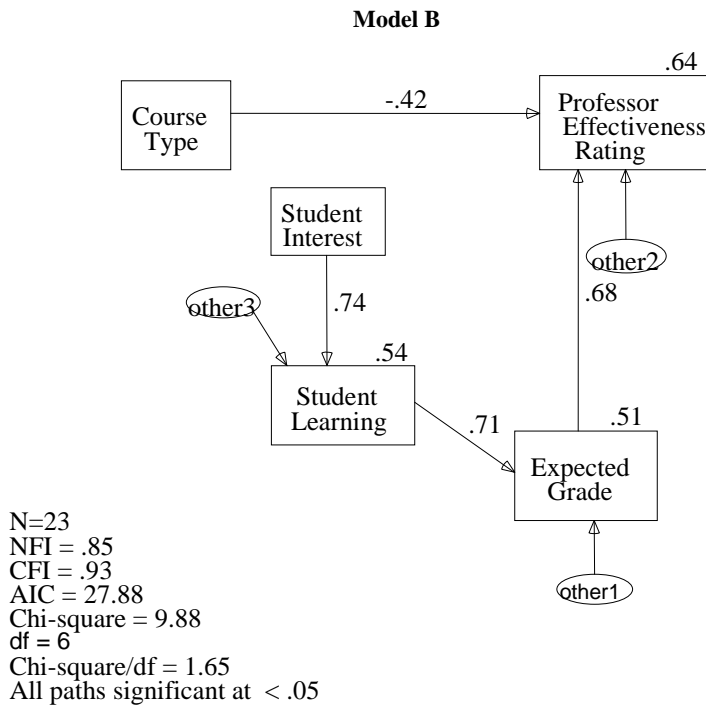 Model B
.64
Course
Type
-.42
Professor
Effectiveness
Rating
Student
Interest
other2
other3
.74
.68
.54
Student
Learning
.71
.51
Expected
Grade
other1
N=23
NFI = .85
CFI = .93
AIC = 27.88
Chi-square = 9.88
df = 6
Chi-square/df = 1.65
All paths significant at < .05